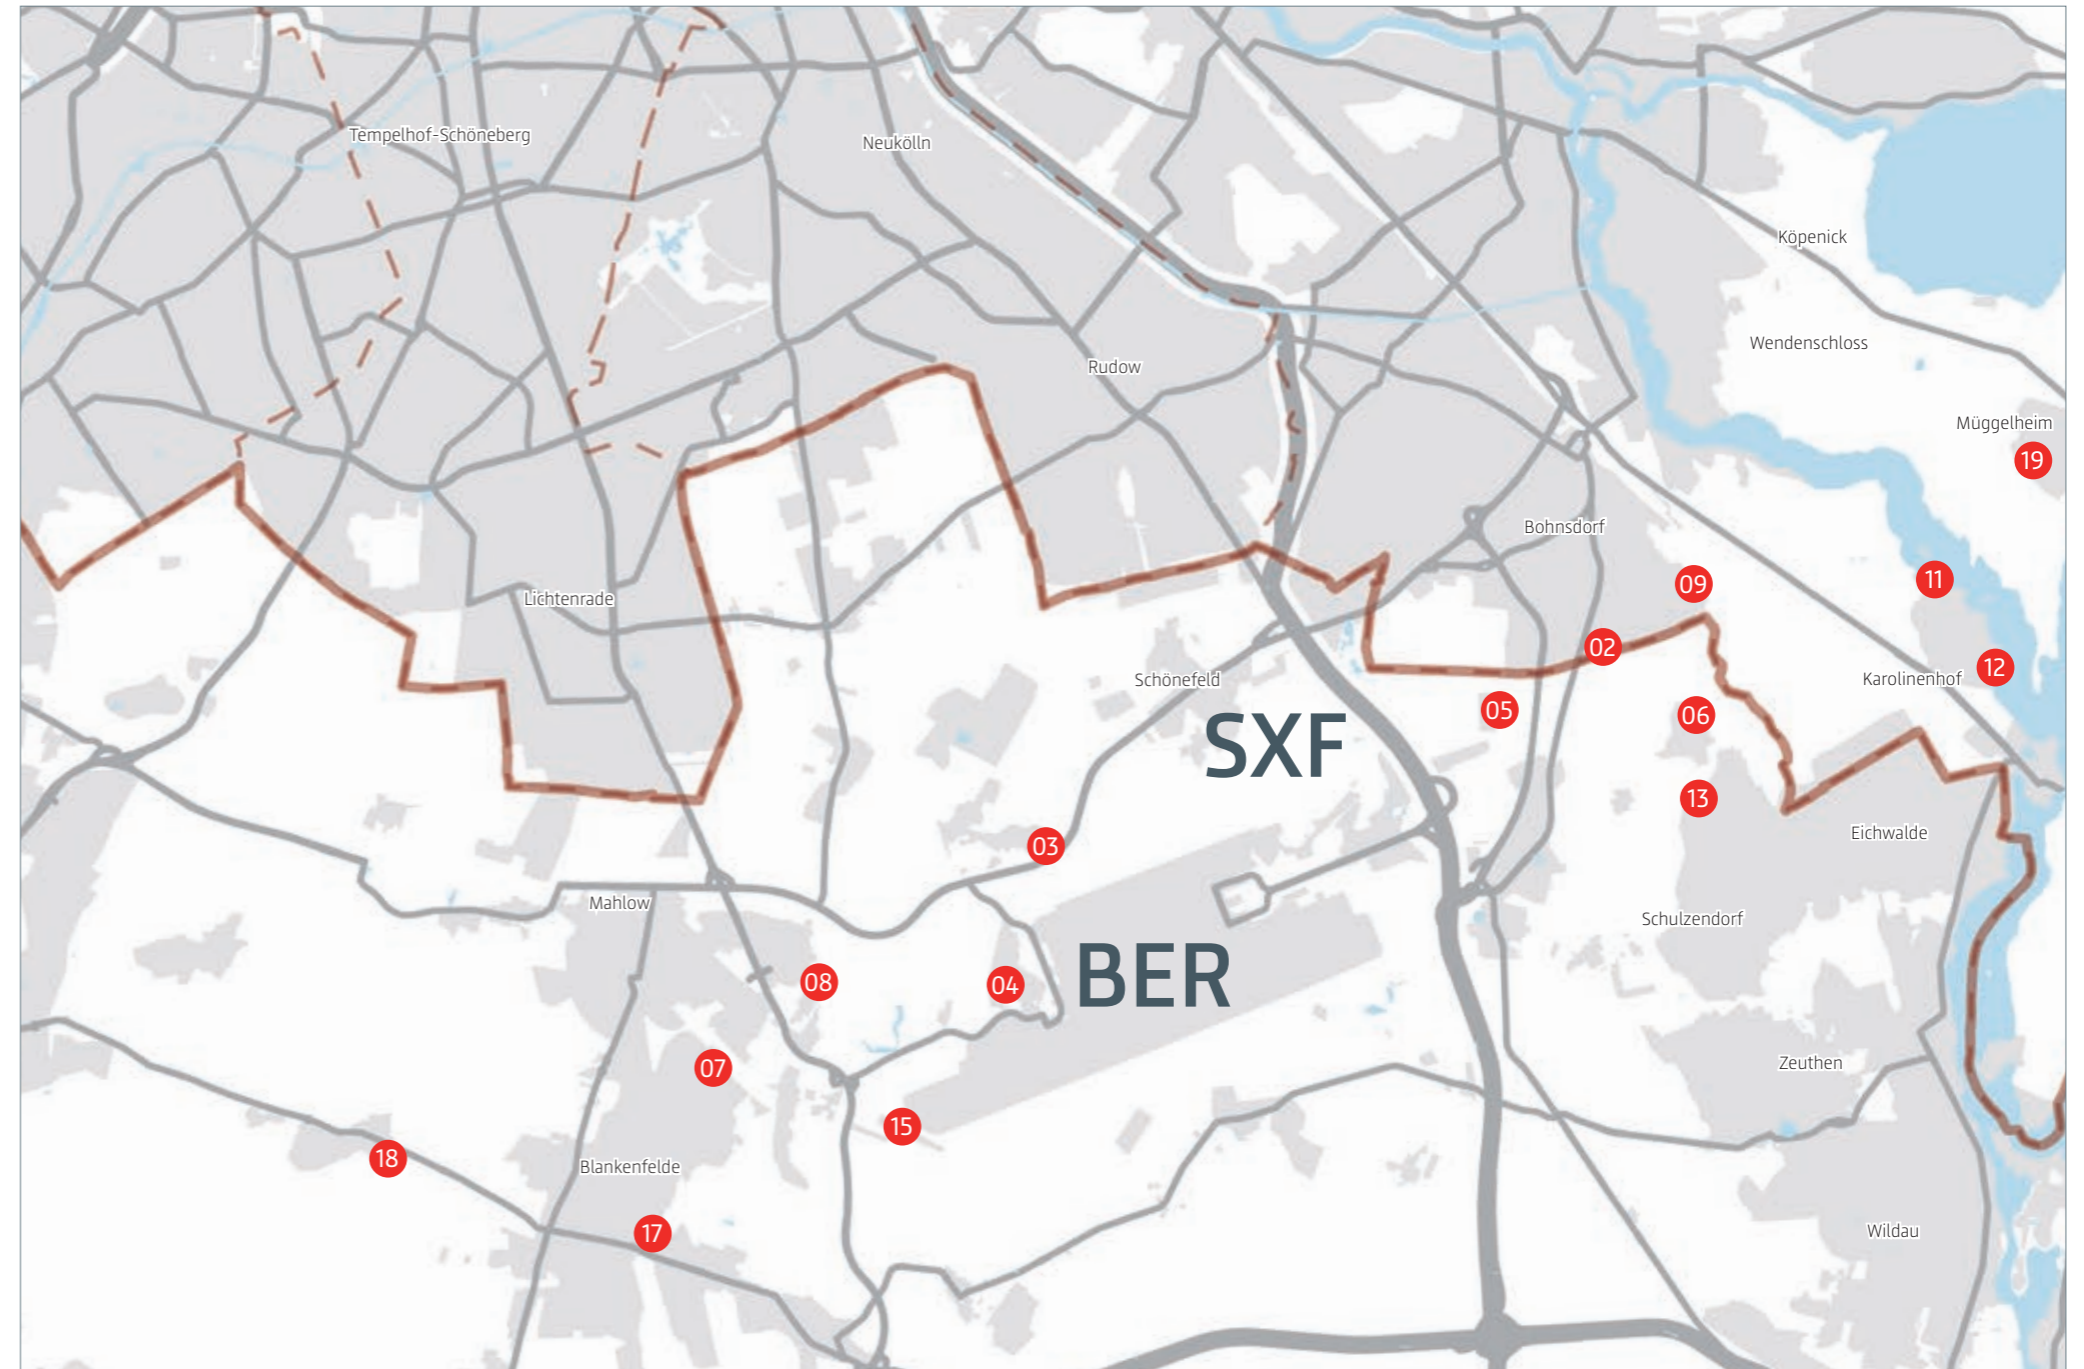 Tempelhof-Schöneberg
Neukölln
Köpenick
Wendenschloss
Rudow
Müggelheim
19
Bohnsdorf
11
09
Lichtenrade
02
12
Karolinenhof
Schönefeld
05
06
SXF
13
Eichwalde
03
Mahlow
Schulzendorf
BER
08
04
Zeuthen
07
15
18
Blankenfelde
17
Wildau